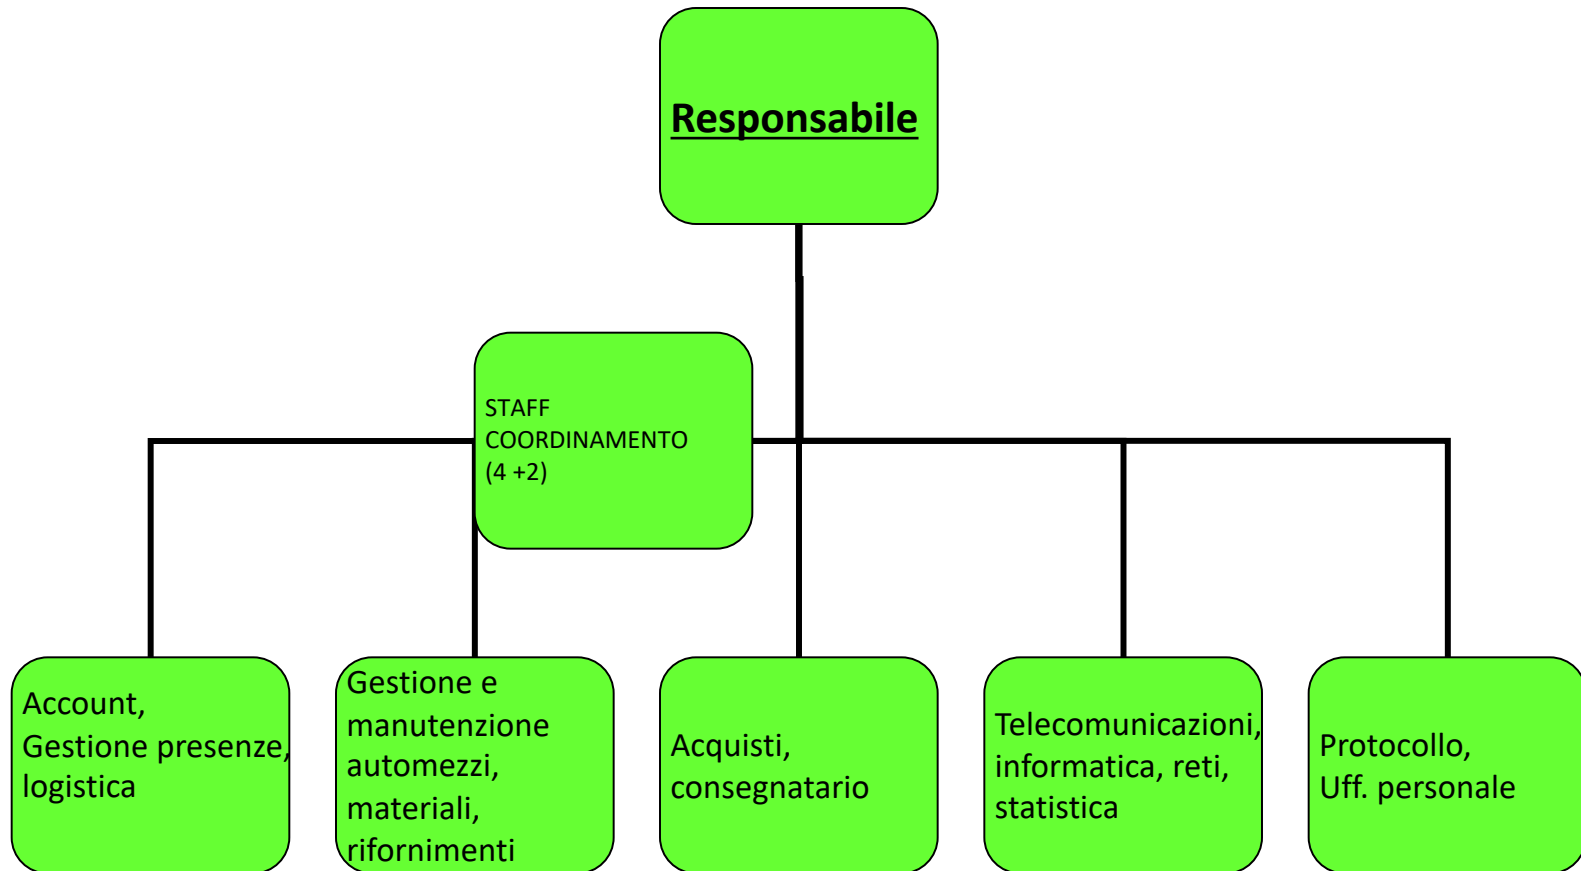 Responsabile
STAFF
COORDINAMENTO
(4 +2)
Account,
Gestione presenze,
logistica
Gestione e
manutenzione
automezzi,
materiali,
rifornimenti
Acquisti,
consegnatario
Telecomunicazioni,
informatica, reti,
statistica
Protocollo,
Uff. personale